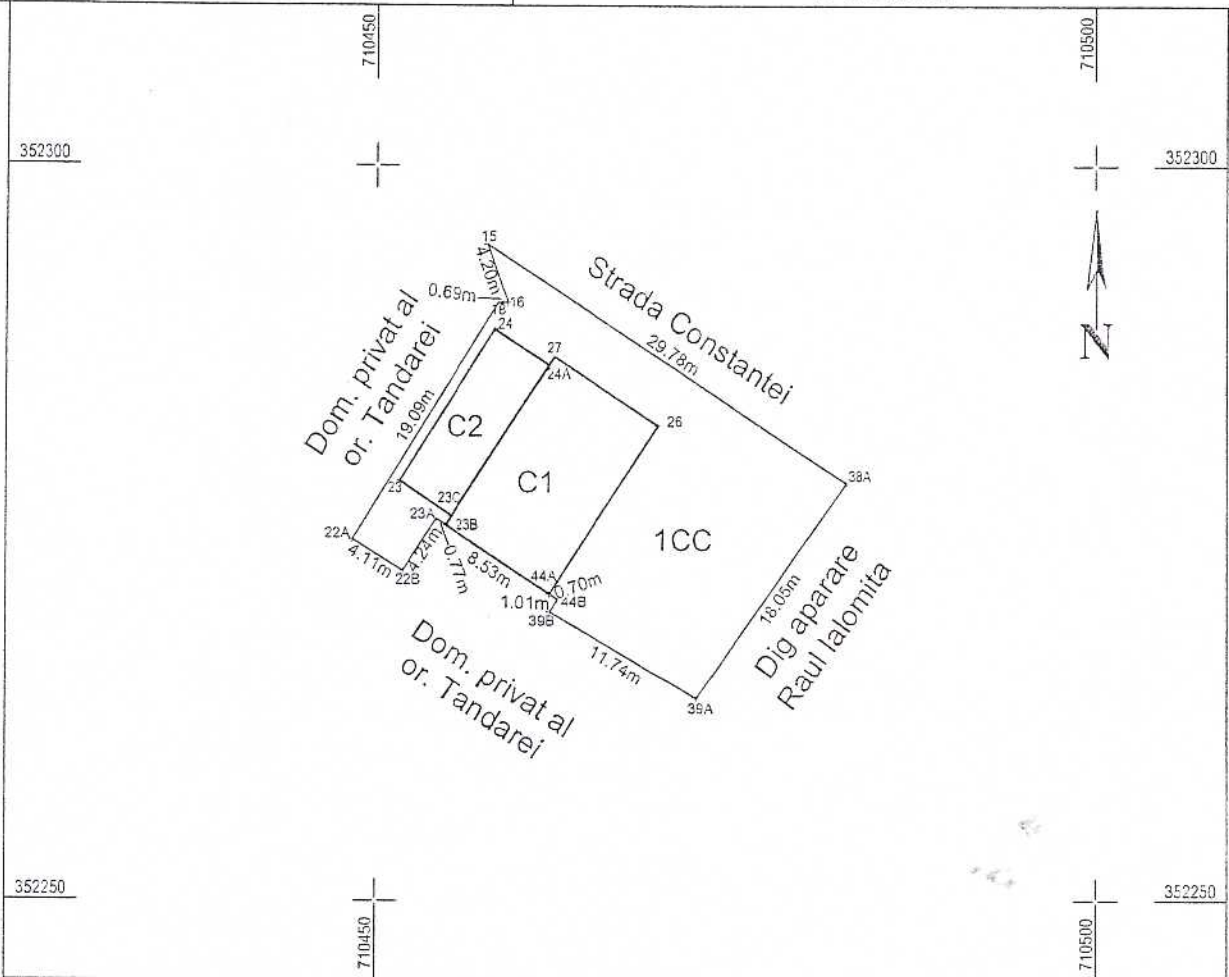 710450
710500
352300
352300
15
4.20m
Strada Constantei
0.69m
16
18
24
29.78m
N
Dom. privat al
or. Tandarei
27
24A
19.09m
C2
26
C1
38A
23
23C
23A
23B
1CC
22A
4.11m
4.24m
0.77m
22B
8.53m
44A
0.70m
1.01m
44B
39B
18.05m
Dig aparare
Raul Ialomita
Dom. privat al
or. Tandarei
11.74m
39A
352250
352250
710450
710500